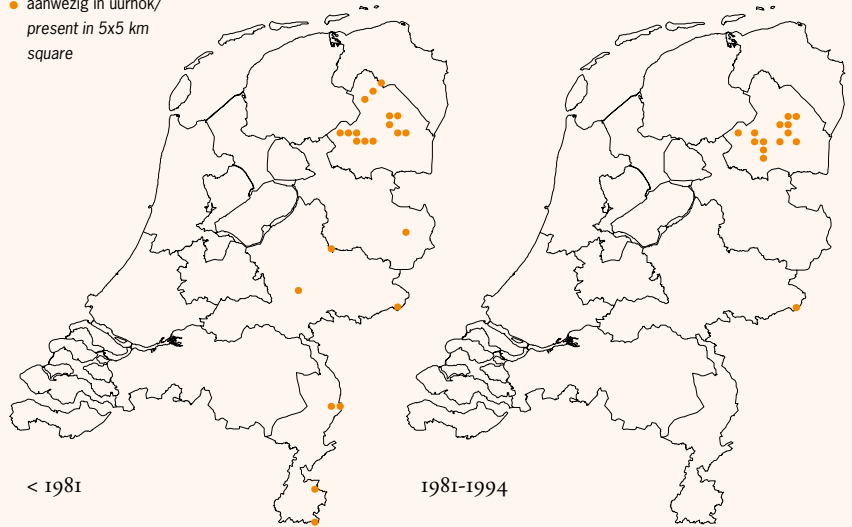 aanwezig in uurhok/
present in 5x5 km
square
< 1981
1981-1994